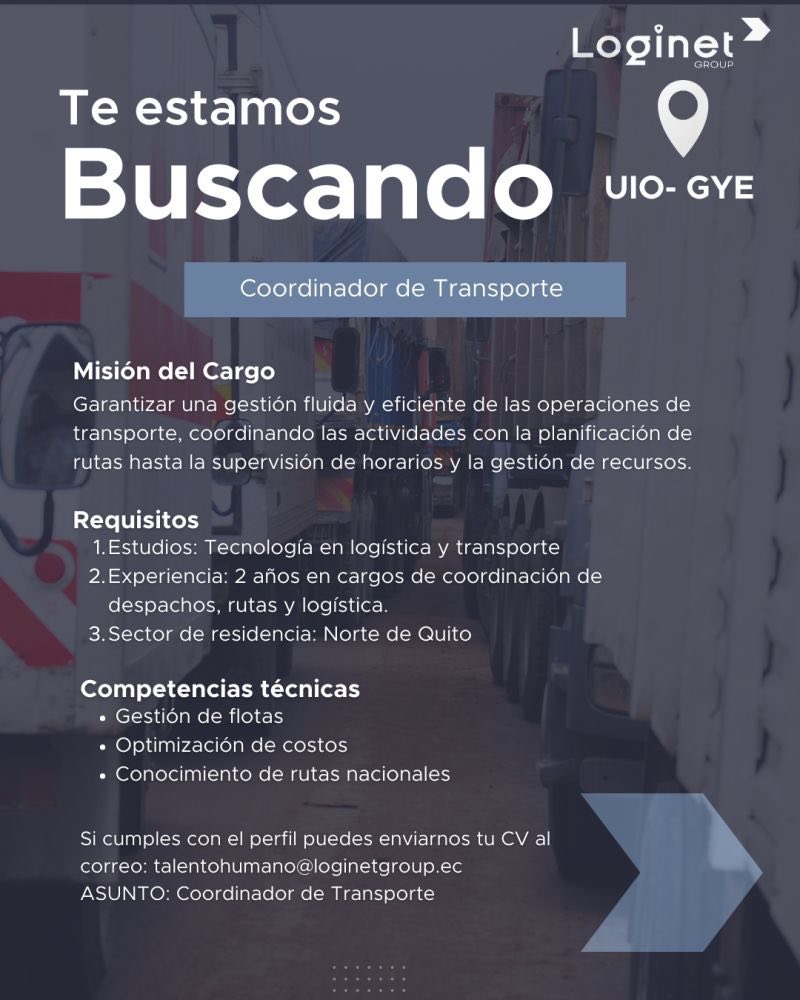 Loginet
GROUP
Te estamos
Buscando
UIO- GYE
Coordinador de Transporte
Misión del Cargo
Garantizar una gestión fluida y eficiente de las operaciones de
transporte, coordinando las actividades con la planificación de
rutas hasta la supervisión de horarios y la gestión de recursos.
Requisitos
1. Estudios: Tecnología en logística y transporte
2. Experiencia: 2 años en cargos de coordinación de
despachos, rutas y logística.
3. Sector de residencia: Norte de Quito
Competencias técnicas
• Gestión de flotas
• Optimización de costos
• Conocimiento de rutas nacionales
Si cumples con el perfil puedes enviarnos tu CV al
correo: talentohumano@loginetgroup.ec
ASUNTO: Coordinador de Transporte